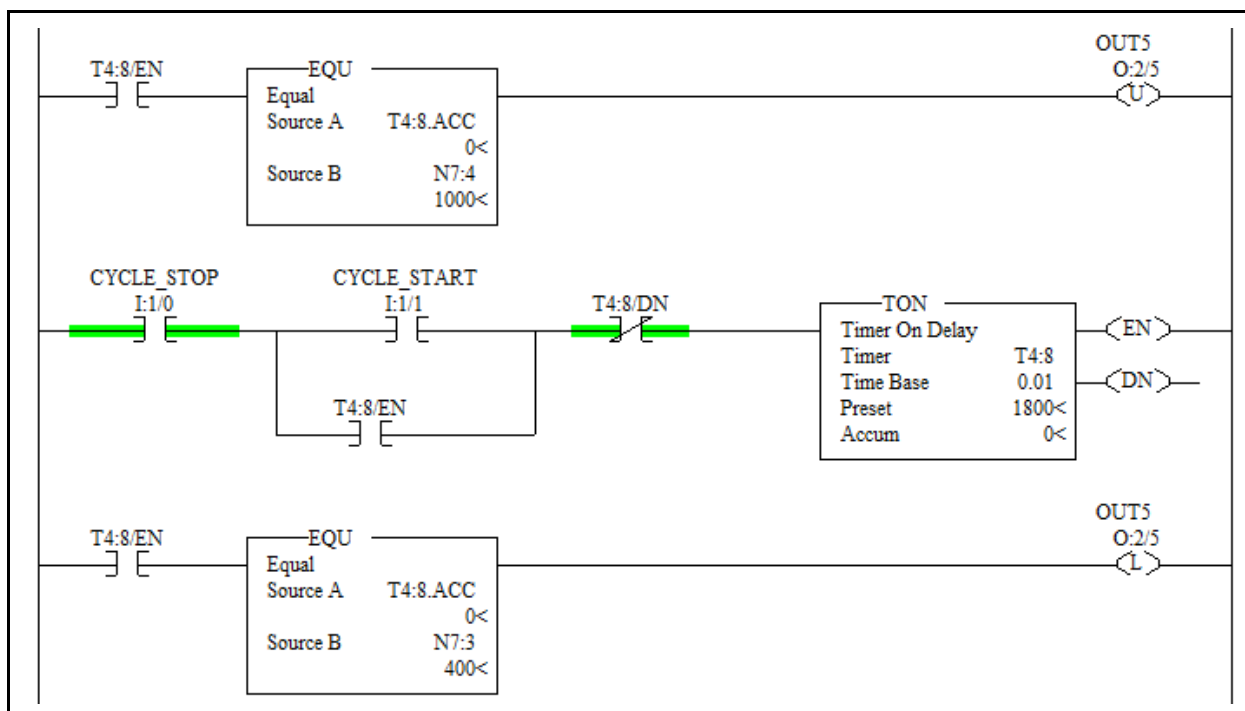 OUT5
T4:8/EN
EQU
O:2/5
Equal
U
Source A T4:8.ACC
0<
Source B N7:4
1000<
CYCLE_STOP
CYCLE_START
I:1/0
I:1/1
T4:8/DN
TON
Timer On Delay
EN
Timer T4:8
Time Base 0.01
DN
Preset 1800<
Accum 0<
T4:8/EN
OUT5
T4:8/EN
EQU
O:2/5
Equal
L
Source A T4:8.ACC
0<
Source B N7:3
400<